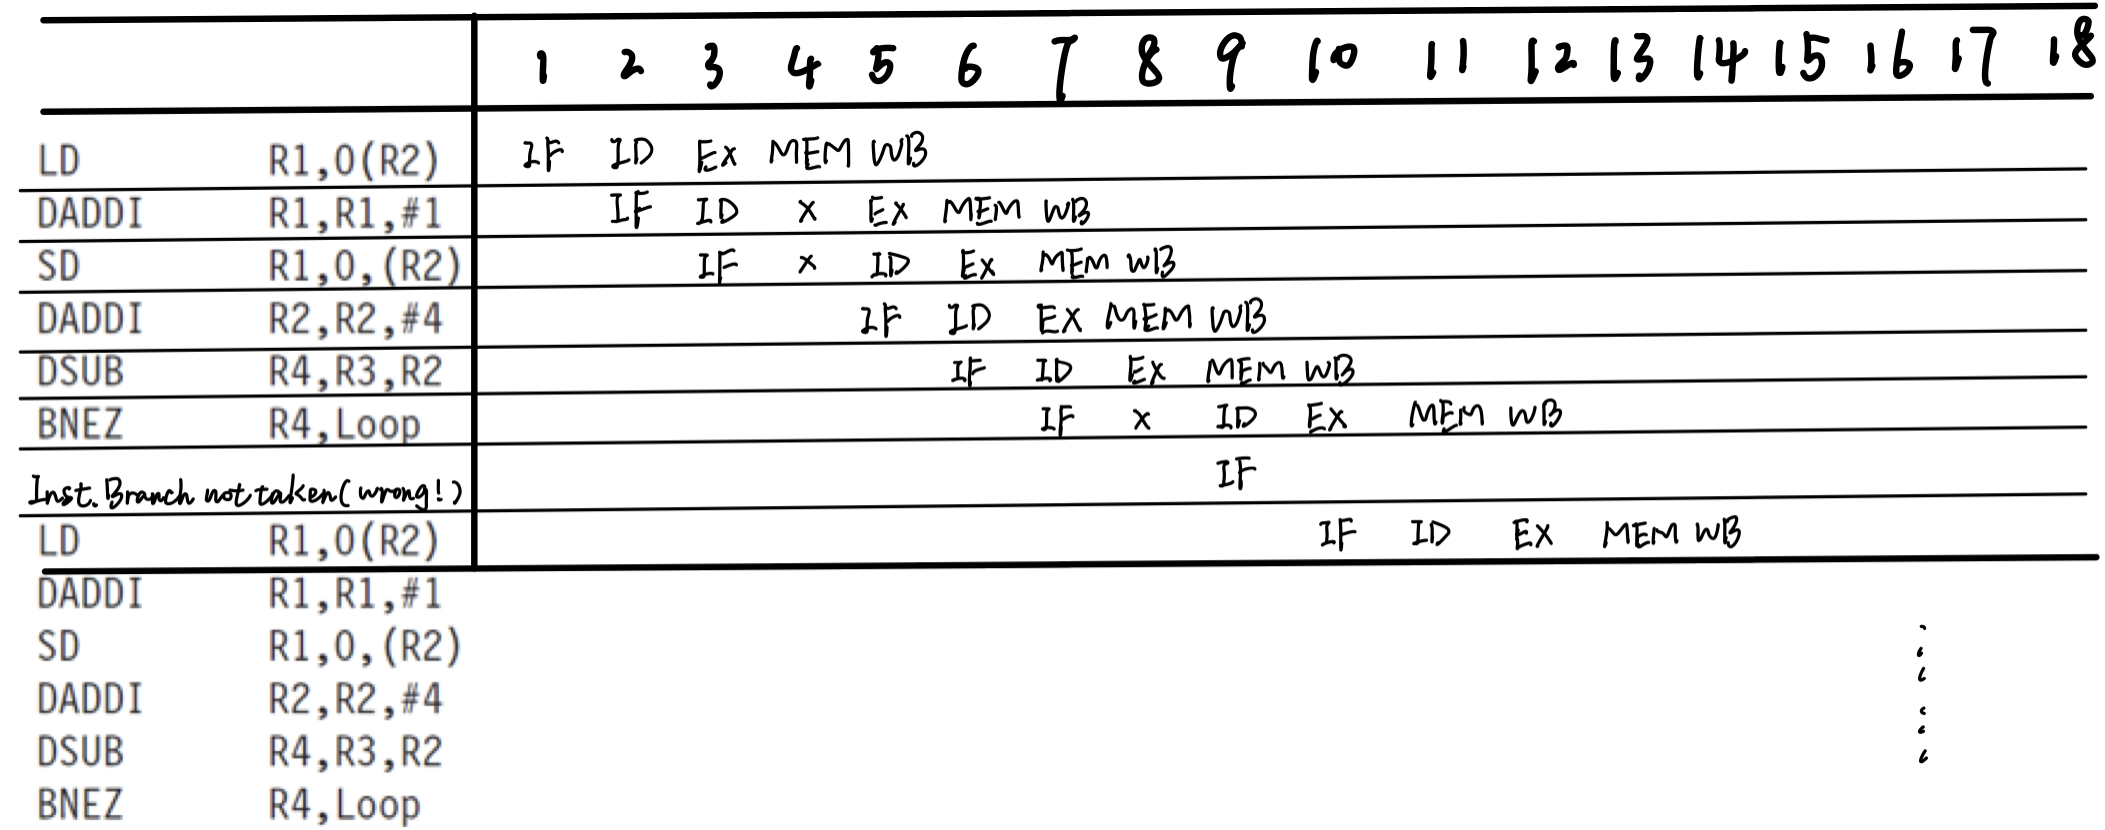 1 2 3 4 5 6 7 8 9 10 11 12 13 14 15 16 17 18
LD R1,0(R2) IF ID EX MEM WB
DADDI R1,R1,#1 IF ID X EX MEM WB
SD R1,0,(R2) IF X ID EX MEM WB
DADDI R2,R2,#4 IF ID EX MEM WB
DSUB R4,R3,R2 IF ID EX MEM WB
BNEZ R4,Loop IF X ID EX MEM WB
Inst. Branch not taken (wrong!) IF
LD R1,0(R2) IF ID EX MEM WB
DADDI R1,R1,#1
SD R1,0,(R2)
DADDI R2,R2,#4
DSUB R4,R3,R2
BNEZ R4,Loop